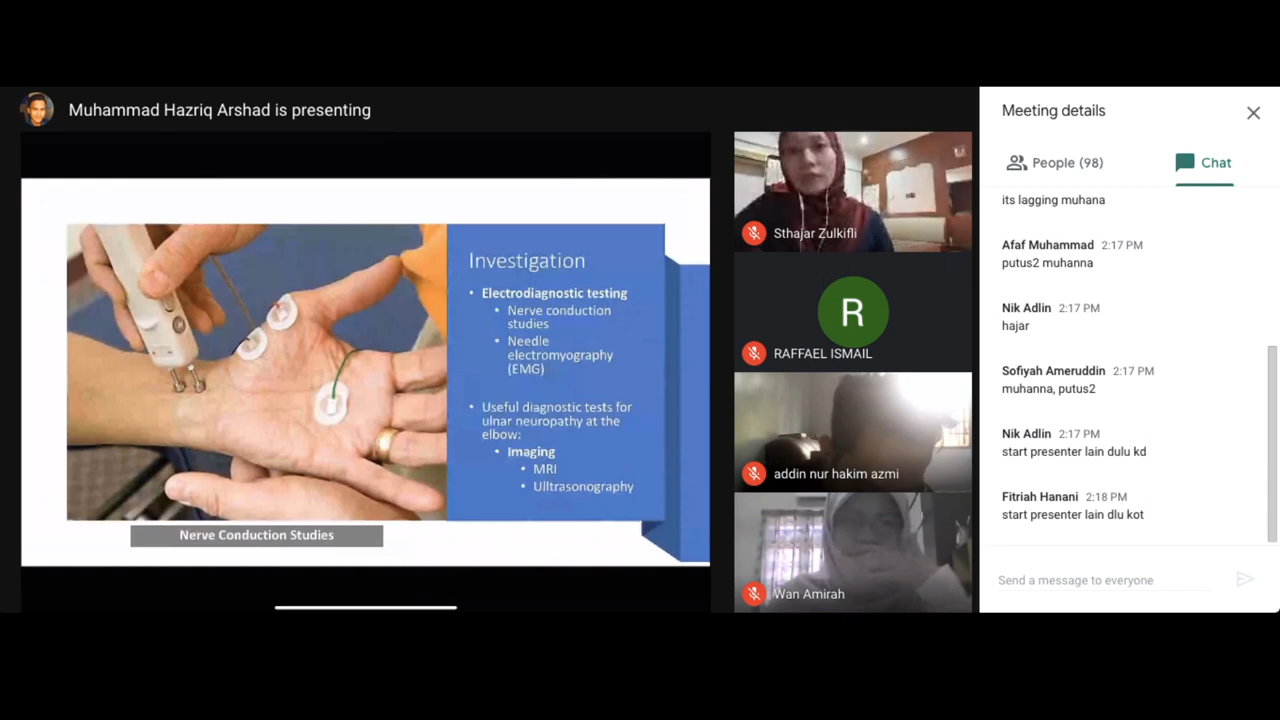 Muhammad Hazriq Arshad is presenting
Investigation
• Electrodiagnostic testing
• Nerve conduction
studies
• Needle
electromyography
(EMG)
• Useful diagnostic tests for
ulnar neuropathy at the
elbow:
• Imaging
• MRI
• Ulltrasonography
Nerve Conduction Studies
Sthajar Zulkifli
R
RAFFAEL ISMAIL
addin nur hakim azmi
Wan Amirah
Meeting details
People (98)
Chat
its lagging muhana
Afaf Muhammad 2:17 PM
putus2 muhanna
Nik Adlin 2:17 PM
hajar
Sofiyah Ameruddin 2:17 PM
muhanna, putus2
Nik Adlin 2:17 PM
start presenter lain dulu kd
Fitriah Hanani 2:18 PM
start presenter lain dlu kot
Send a message to everyone